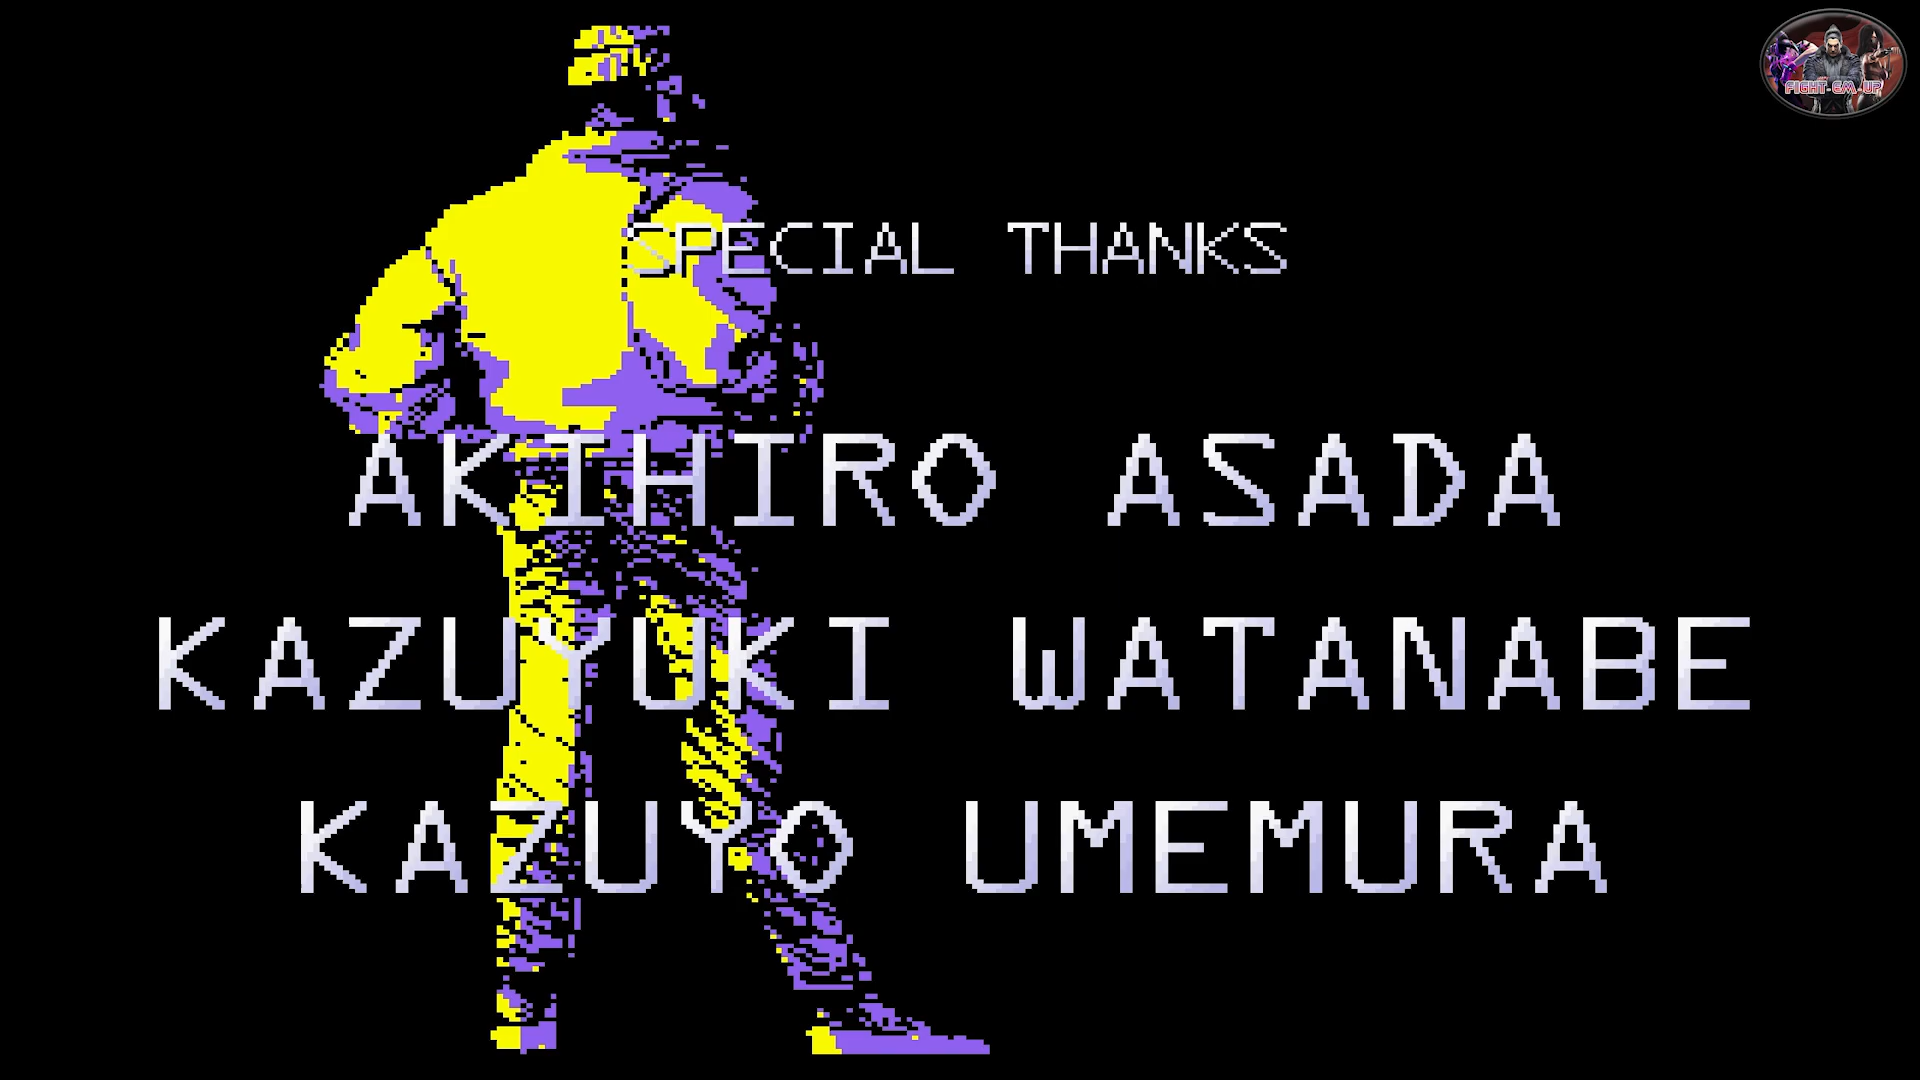 FIGHT-EM-UP
SPECIAL THANKS
AKIHIRO ASADA
KAZUYUKI WATANABE
KAZUYO UMEMURA